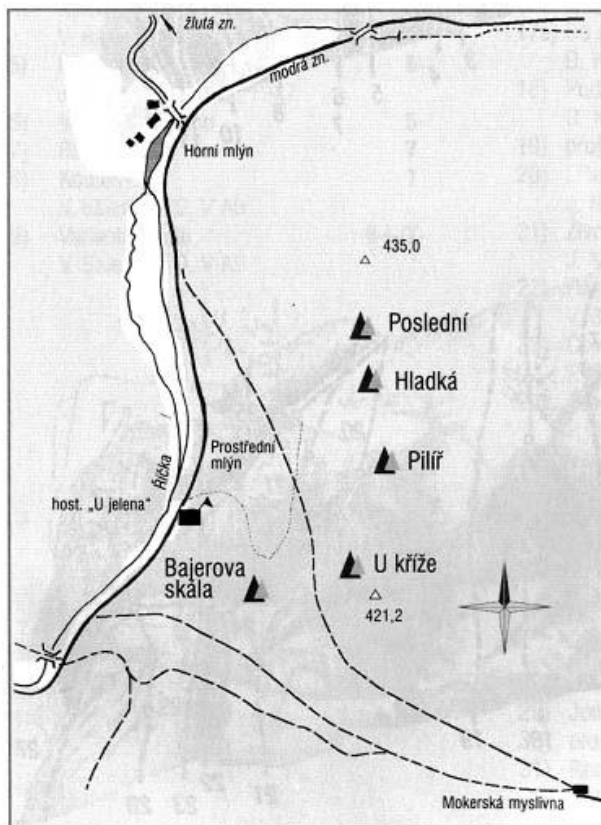 žlutá zn.
modrá zn.
Horní mlýn
435,0
Poslední
Hladká
Pilíř
Prostřední
mlýn
Říčka
host. „U jelena“
Bajerova
skála
U kříže
421,2
Mokerská myslivna